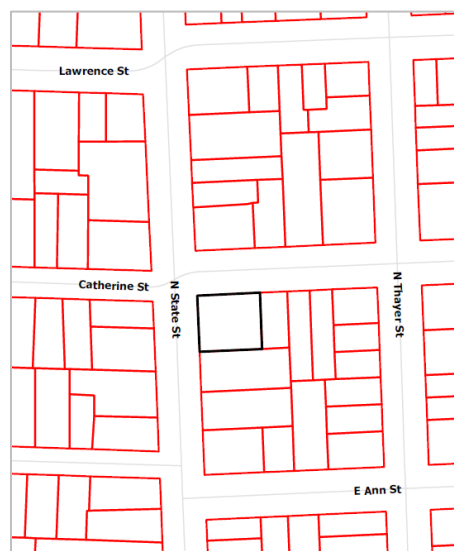 Lawrence St
Catherine St
N State St
N Thayer St
E Ann St